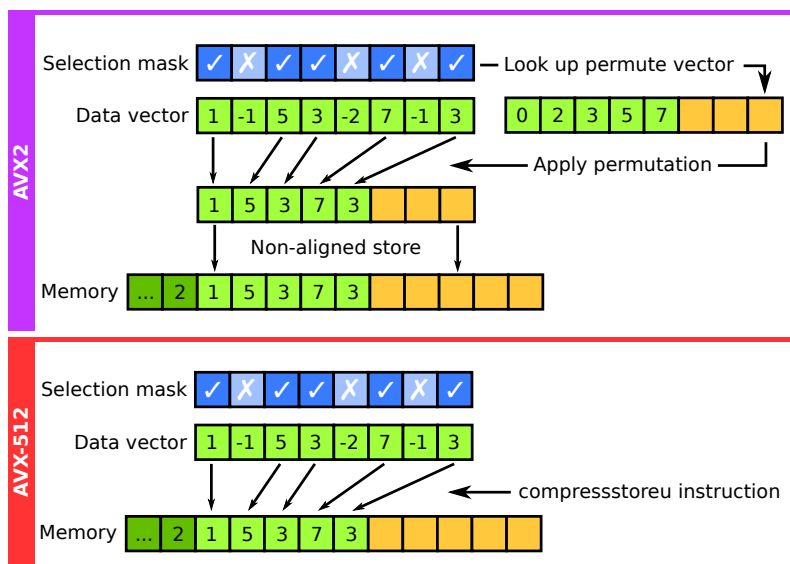 AVX2
Selection mask ✓ ✗ ✓ ✓ ✗ ✓ ✗ ✓ Look up permute vector
Data vector 1 -1 5 3 -2 7 -1 3 0 2 3 5 7
Apply permutation
1 5 3 7 3
Non-aligned store
Memory ... 2 1 5 3 7 3
AVX-512
Selection mask ✓ ✗ ✓ ✓ ✗ ✓ ✗ ✓
Data vector 1 -1 5 3 -2 7 -1 3
compressstoreu instruction
Memory ... 2 1 5 3 7 3